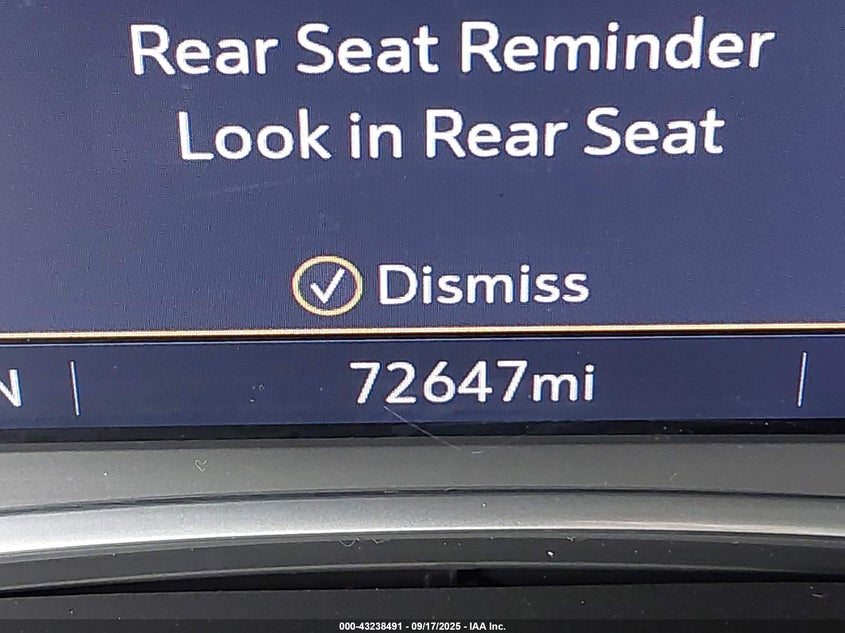 Rear Seat Reminder
Look in Rear Seat
Dismiss
N 72647mi
000-43238491 - 09/17/2025 - IAA Inc.